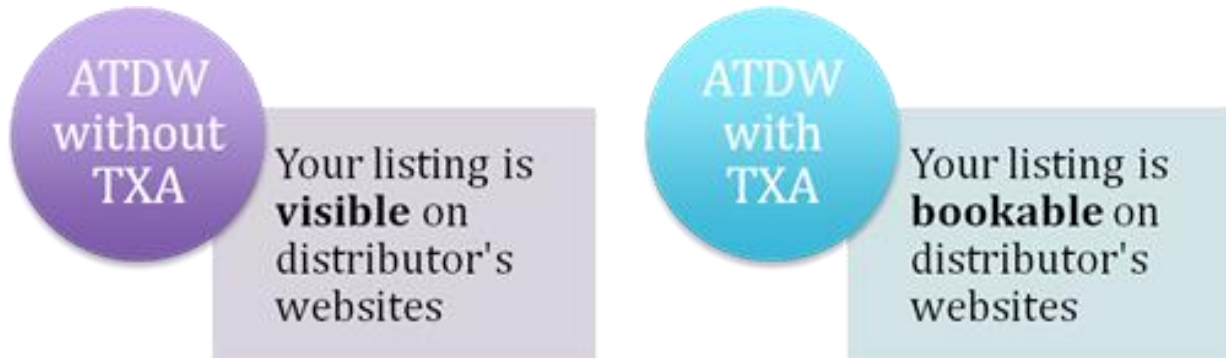 ATDW
without
TXA
Your listing is
visible on
distributor's
websites
ATDW
with
TXA
Your listing is
bookable on
distributor's
websites